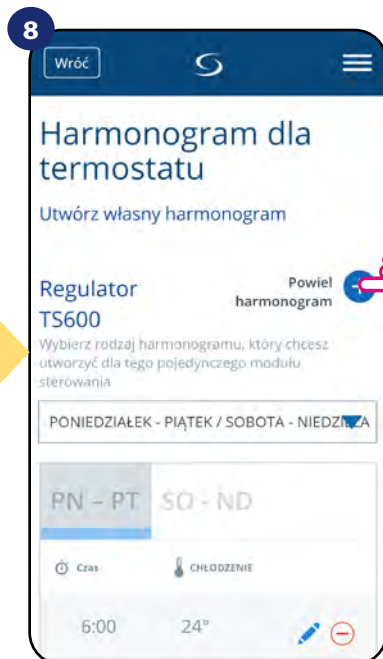 8
Wróć
Harmonogram dla
termostatu
Utwórz własny harmonogram
Regulator
TS600
Powiel
harmonogram
Wybierz rodzaj harmonogramu, który chcesz
utworzyć dla tego pojedynczego modułu
sterowania
PONIEDZIAŁEK - PIĄTEK / SOBOTA - NIEDZIELA
PN – PT SO - ND
Czas CHŁODZENIE
6:00 24°